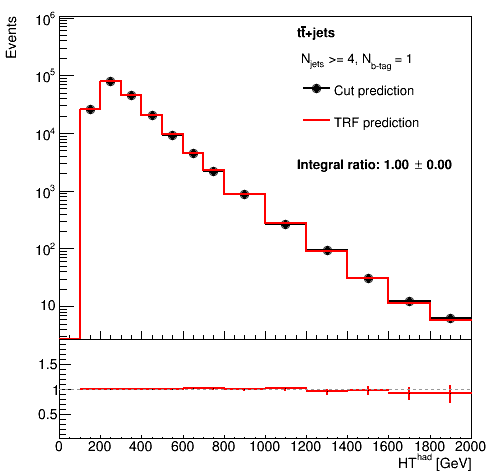 Events
10^6
10^5
10^4
10^3
10^2
10
tt̄+jets
N_jets >= 4, N_b-tag = 1
Cut prediction
TRF prediction
Integral ratio: 1.00 ± 0.00
1.5
1
0.5
0 200 400 600 800 1000 1200 1400 1600 1800 2000
HT^had [GeV]